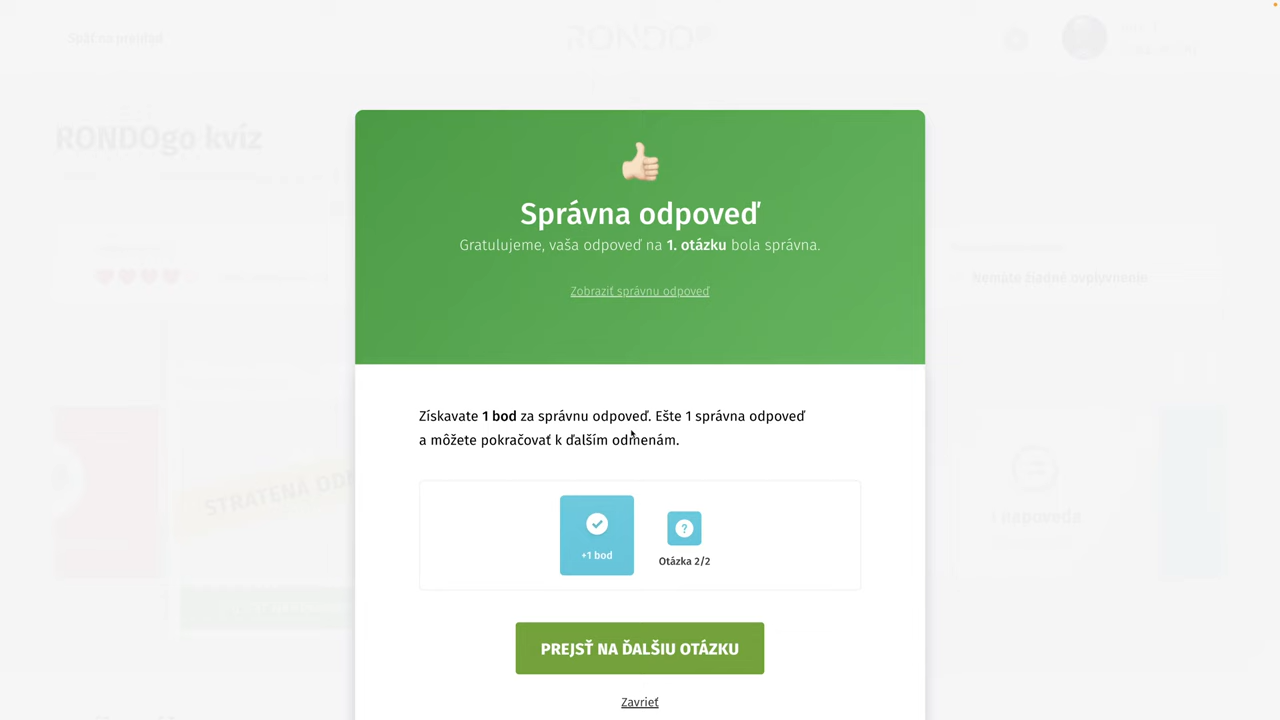 Späť na prehľad
RONDO
RONDOgo kvíz
Správna odpoveď
Gratulujeme, vaša odpoveď na 1. otázku bola správna.
Zobraziť správnu odpoveď
Nemáte žiadne ovplyvnenie
Získavate 1 bod za správnu odpoveď. Ešte 1 správna odpoveď
a môžete pokračovať k ďalším odmenám.
STRATENÁ
1 nápoveda
+1 bod
Otázka 2/2
PREJSŤ NA ĎALŠIU OTÁZKU
Zavrieť